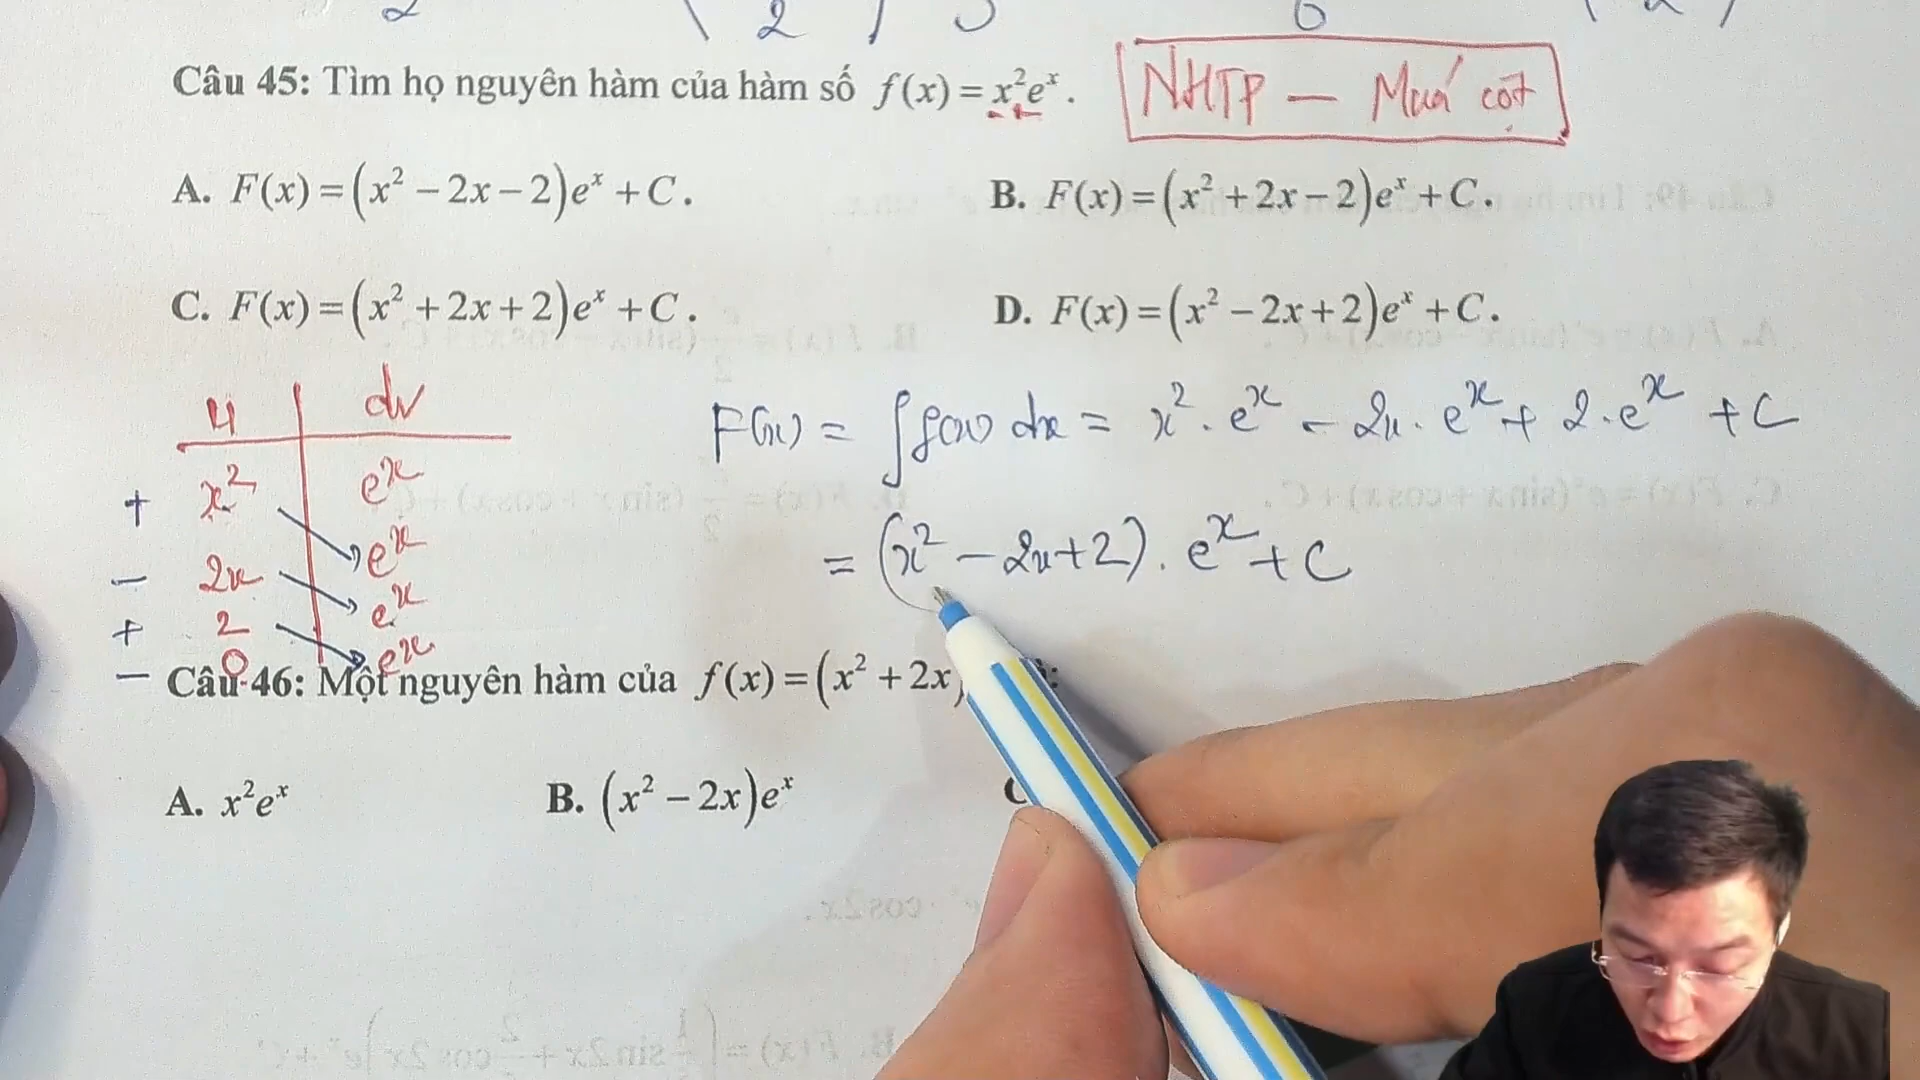 Câu 45: Tìm họ nguyên hàm của hàm số f(x) = x²eˣ.
NHTP — Muá cột
A. F(x) = (x² − 2x − 2)eˣ + C.
B. F(x) = (x² + 2x − 2)eˣ + C.
C. F(x) = (x² + 2x + 2)eˣ + C.
D. F(x) = (x² − 2x + 2)eˣ + C.
u dv
+ x² eˣ
− 2x eˣ
+ 2 eˣ
− 0 eˣ
F(x) = ∫f(x) dx = x² . eˣ − 2x . eˣ + 2 . eˣ + C
= (x² − 2x + 2) . eˣ + C
Câu 46: Một nguyên hàm của f(x) = (x² + 2x)
A. x²eˣ
B. (x² − 2x)eˣ